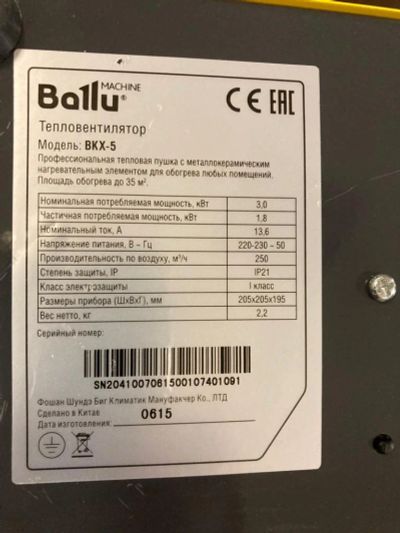 MACHINE
Ballu®
CE EAC
Тепловентилятор
Модель: BKX-5
Профессиональная тепловая пушка с металлокерамическим
нагревательным элементом для обогрева любых помещений.
Площадь обогрева до 35 м².
Номинальная потребляемая мощность, кВт 3,0
Частичная потребляемая мощность, кВт 1,8
Номинальный ток, А 13,6
Напряжение питания, В – Гц 220-230 – 50
Производительность по воздуху, м³/ч 250
Степень защиты, IP IP21
Класс электрозащиты I класс
Размеры прибора (ШхВхГ), мм 205x205x195
Вес нетто, кг 2,2
Серийный номер:
SN2041007061500107401091
Фошан Шундэ Биг Климатик Мануфакчер Ко., ЛТД
Сделано в Китае
Дата изготовления: 0615